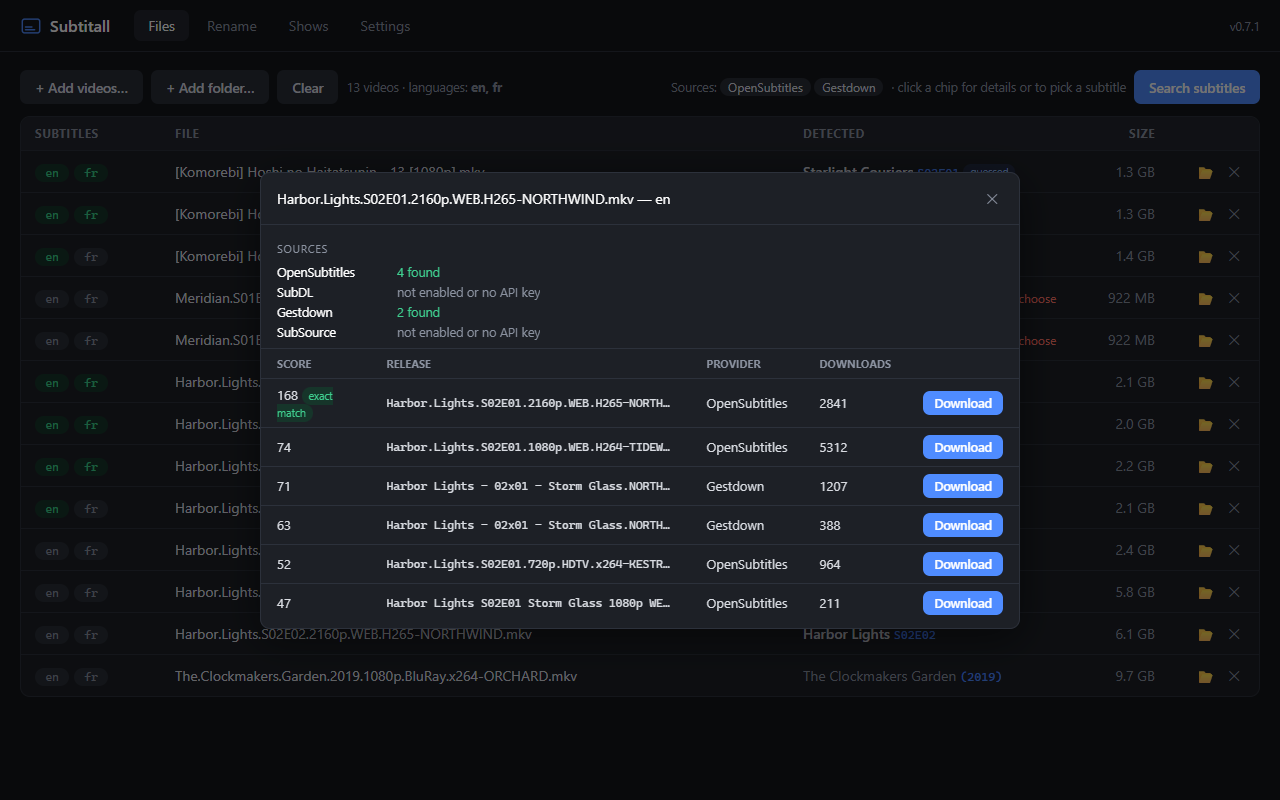 Subtitall Files Rename Shows Settings v0.7.1
+ Add videos... + Add folder... Clear 13 videos · languages: en, fr Sources: OpenSubtitles Gestdown · click a chip for details or to pick a subtitle Search subtitles
SUBTITLES FILE DETECTED SIZE
en fr [Komorebi] Hoshi no Haitatsunin - 13 [1080p].mkv Starlight Couriers S02E01 guessed 1.3 GB
en fr [Komorebi] 1.3 GB
en fr [Komorebi] 1.4 GB
en fr Meridian.S01E choose 922 MB
en fr Meridian.S01E choose 922 MB
en fr Harbor.Lights. 2.1 GB
en fr Harbor.Lights. 2.0 GB
en fr Harbor.Lights. 2.2 GB
en fr Harbor.Lights. 2.1 GB
en fr Harbor.Lights. 2.4 GB
en fr Harbor.Lights. 5.8 GB
en fr Harbor.Lights.S02E02.2160p.WEB.H265-NORTHWIND.mkv Harbor Lights S02E02 6.1 GB
en fr The.Clockmakers.Garden.2019.1080p.BluRay.x264-ORCHARD.mkv The Clockmakers Garden (2019) 9.7 GB
Harbor.Lights.S02E01.2160p.WEB.H265-NORTHWIND.mkv — en
SOURCES
OpenSubtitles 4 found
SubDL not enabled or no API key
Gestdown 2 found
SubSource not enabled or no API key
SCORE RELEASE PROVIDER DOWNLOADS
168 exact match Harbor.Lights.S02E01.2160p.WEB.H265-NORTH… OpenSubtitles 2841 Download
74 Harbor.Lights.S02E01.1080p.WEB.H264-TIDEW… OpenSubtitles 5312 Download
71 Harbor Lights - 02x01 - Storm Glass.NORTH… Gestdown 1207 Download
63 Harbor Lights - 02x01 - Storm Glass.NORTH… Gestdown 388 Download
52 Harbor.Lights.S02E01.720p.HDTV.x264-KESTR… OpenSubtitles 964 Download
47 Harbor Lights S02E01 Storm Glass 1080p WE… OpenSubtitles 211 Download